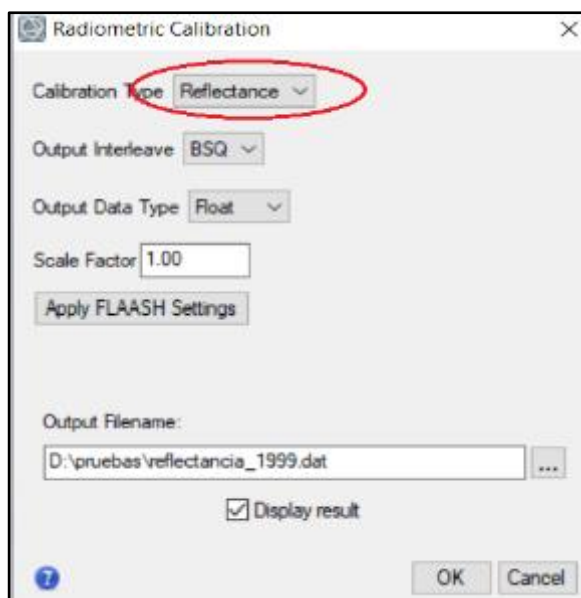 Radiometric Calibration
Calibration Type Reflectance
Output Interleave BSQ
Output Data Type Float
Scale Factor 1.00
Apply FLAASH Settings
Output Filename:
D:\pruebas\reflectancia_1999.dat ...
Display result
? OK Cancel